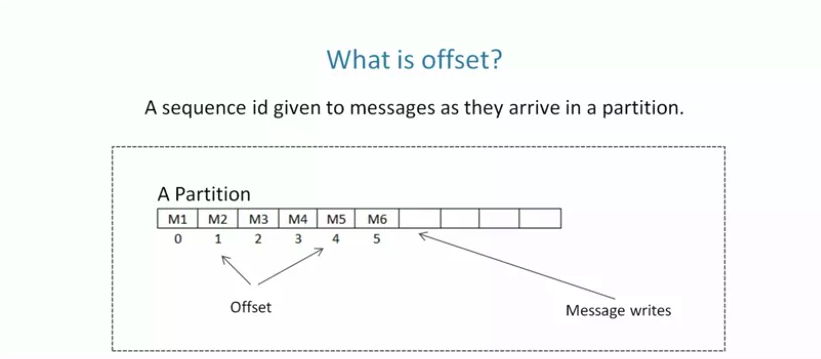 What is offset?
A sequence id given to messages as they arrive in a partition.
A Partition
M1 M2 M3 M4 M5 M6
0 1 2 3 4 5
Offset
Message writes